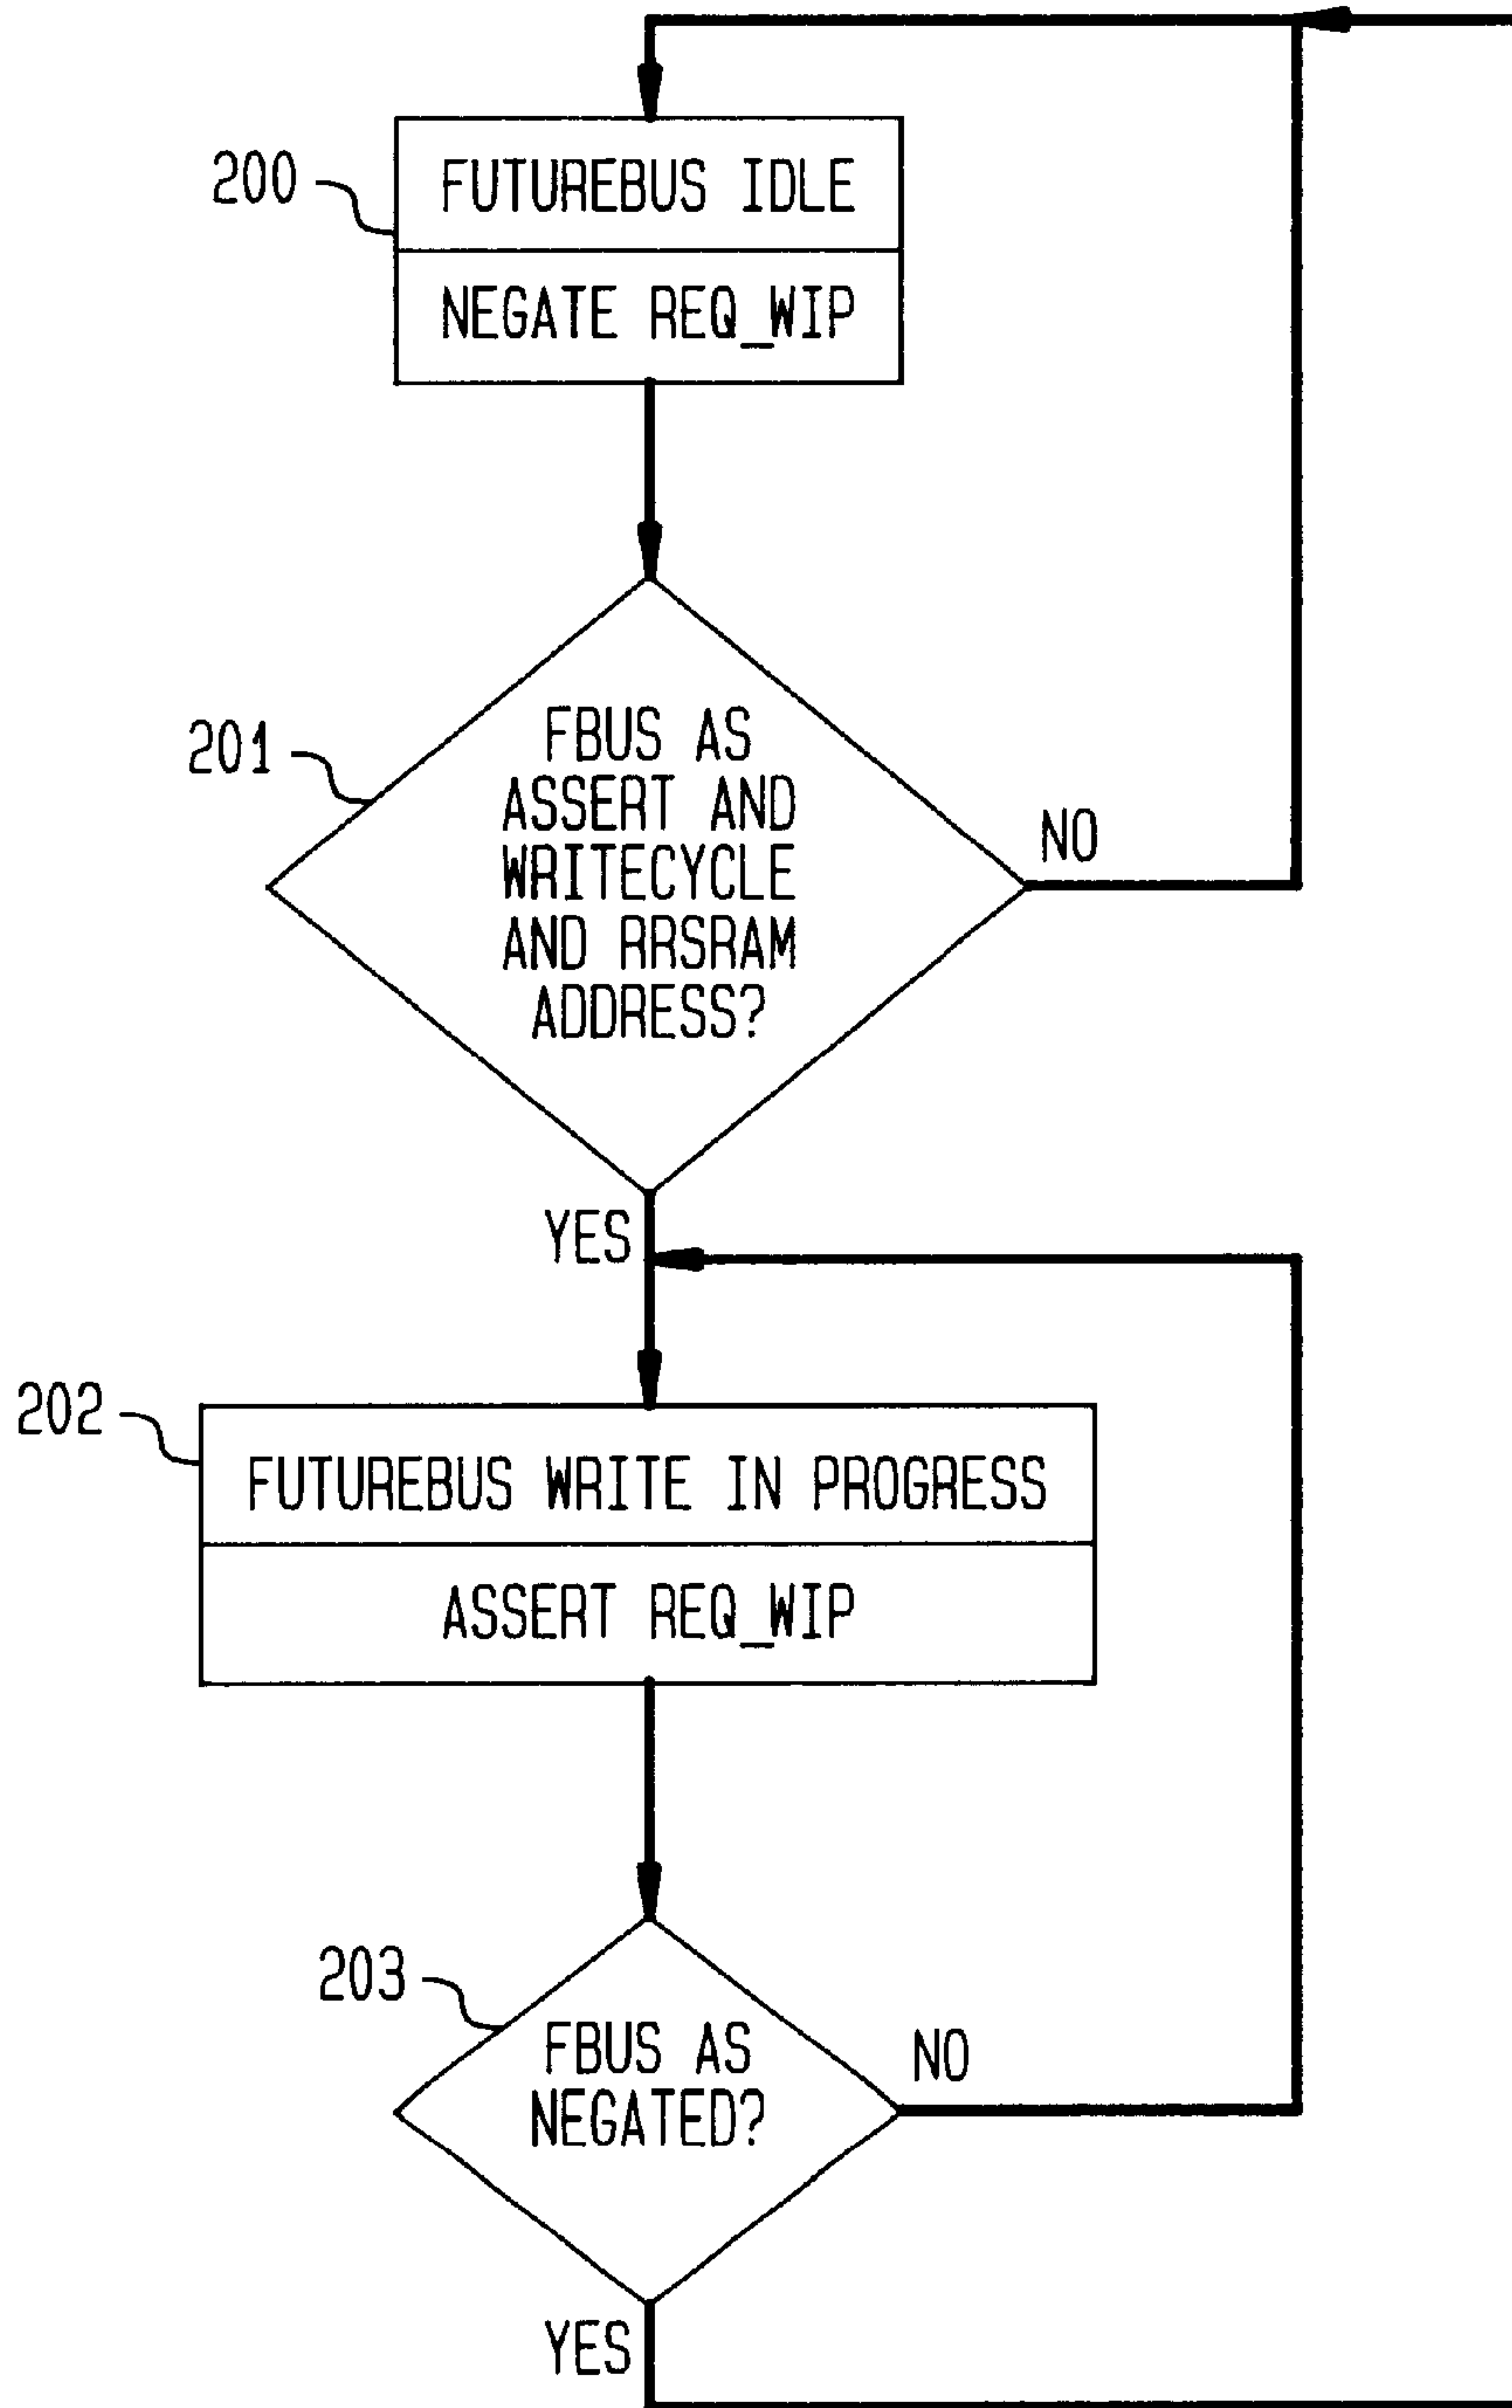 200
FUTUREBUS IDLE
NEGATE REQ_WIP
201
FBUS AS
ASSERT AND
WRITECYCLE
AND RRSRAM
ADDRESS?
NO
YES
202
FUTUREBUS WRITE IN PROGRESS
ASSERT REQ_WIP
203
FBUS AS
NEGATED?
NO
YES